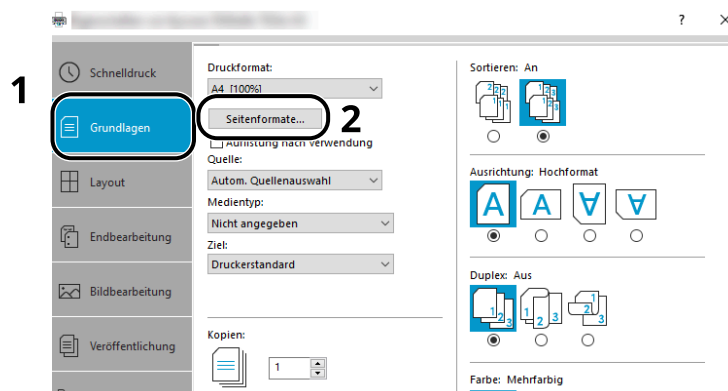 ?
1
Schnelldruck
Grundlagen
Layout
Endbearbeitung
Bildbearbeitung
Veröffentlichung
Druckformat:
A4 [100%]
Seitenformate...
2
Auflistung nach Verwendung
Quelle:
Autom. Quellenauswahl
Medientyp:
Nicht angegeben
Ziel:
Druckerstandard
Kopien:
1
Sortieren: An
Ausrichtung: Hochformat
Duplex: Aus
Farbe: Mehrfarbig